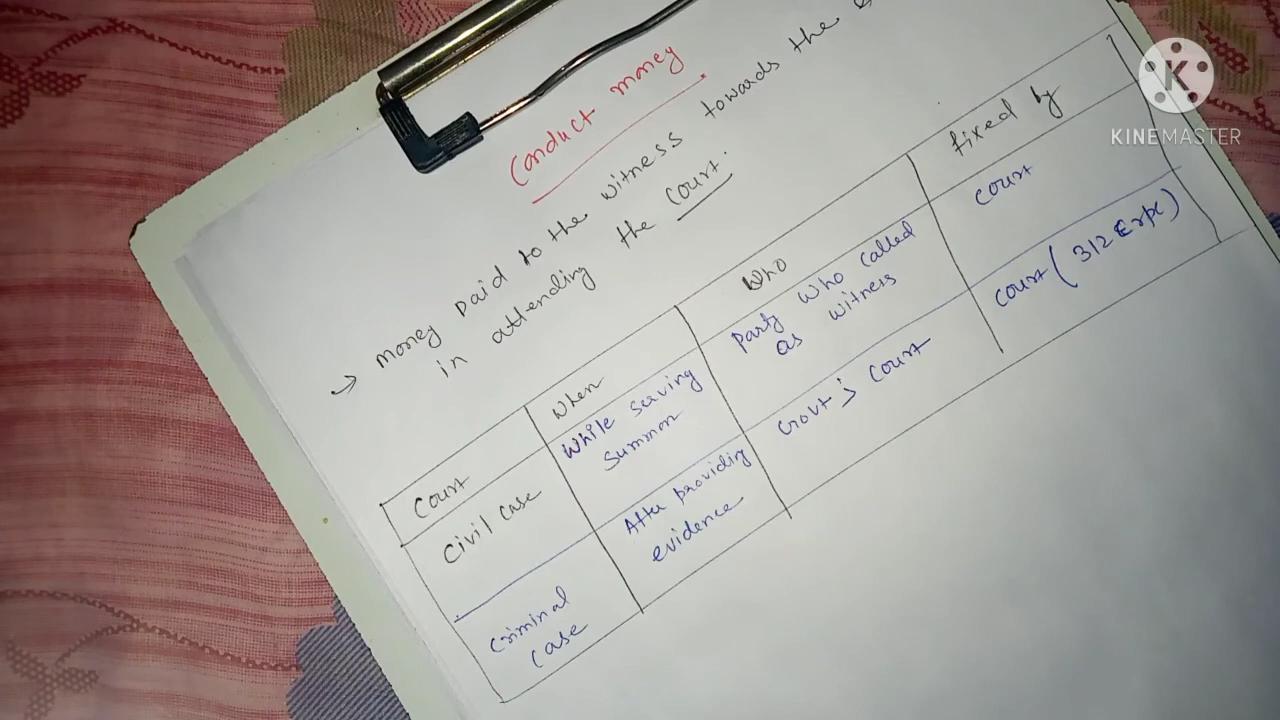 Conduct money
→ Money paid to the witness towards the
in attending the Court.
Court | When | Who | fixed by
Civil case | While serving summon | Party who called as witness | Court
Criminal case | After providing evidence | Govt's court | Court (312 Crpc)
KINEMASTER